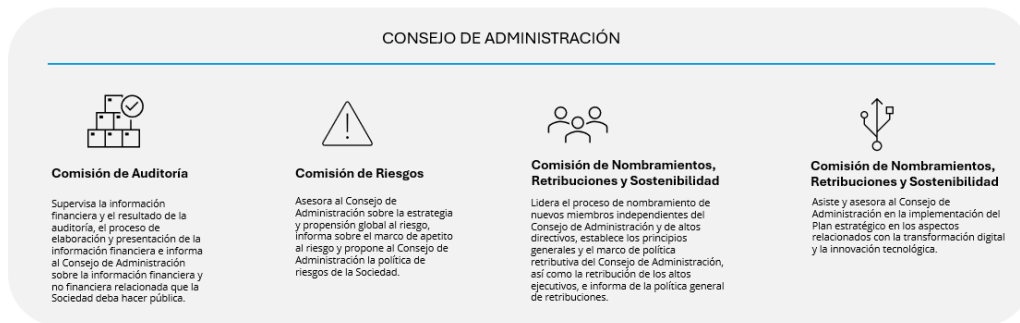 CONSEJO DE ADMINISTRACIÓN
Comisión de Auditoría
Supervisa la información
financiera y el resultado de la
auditoría, el proceso de
elaboración y presentación de la
información financiera e informa
al Consejo de Administración
sobre la información financiera y
no financiera relacionada que la
Sociedad deba hacer pública.
Comisión de Riesgos
Asesora al Consejo de
Administración sobre la estrategia
y propensión global al riesgo,
informa sobre el marco de apetito
al riesgo y propone al Consejo de
Administración la política de
riesgos de la Sociedad.
Comisión de Nombramientos,
Retribuciones y Sostenibilidad
Lidera el proceso de nombramiento de
nuevos miembros independientes del
Consejo de Administración y de altos
directivos, establece los principios
generales y el marco de política
retributiva del Consejo de Administración,
así como la retribución de los altos
ejecutivos, e informa de la política general
de retribuciones.
Comisión de Nombramientos,
Retribuciones y Sostenibilidad
Asiste y asesora al Consejo de
Administración en la implementación del
Plan estratégico en los aspectos
relacionados con la transformación digital
y la innovación tecnológica.